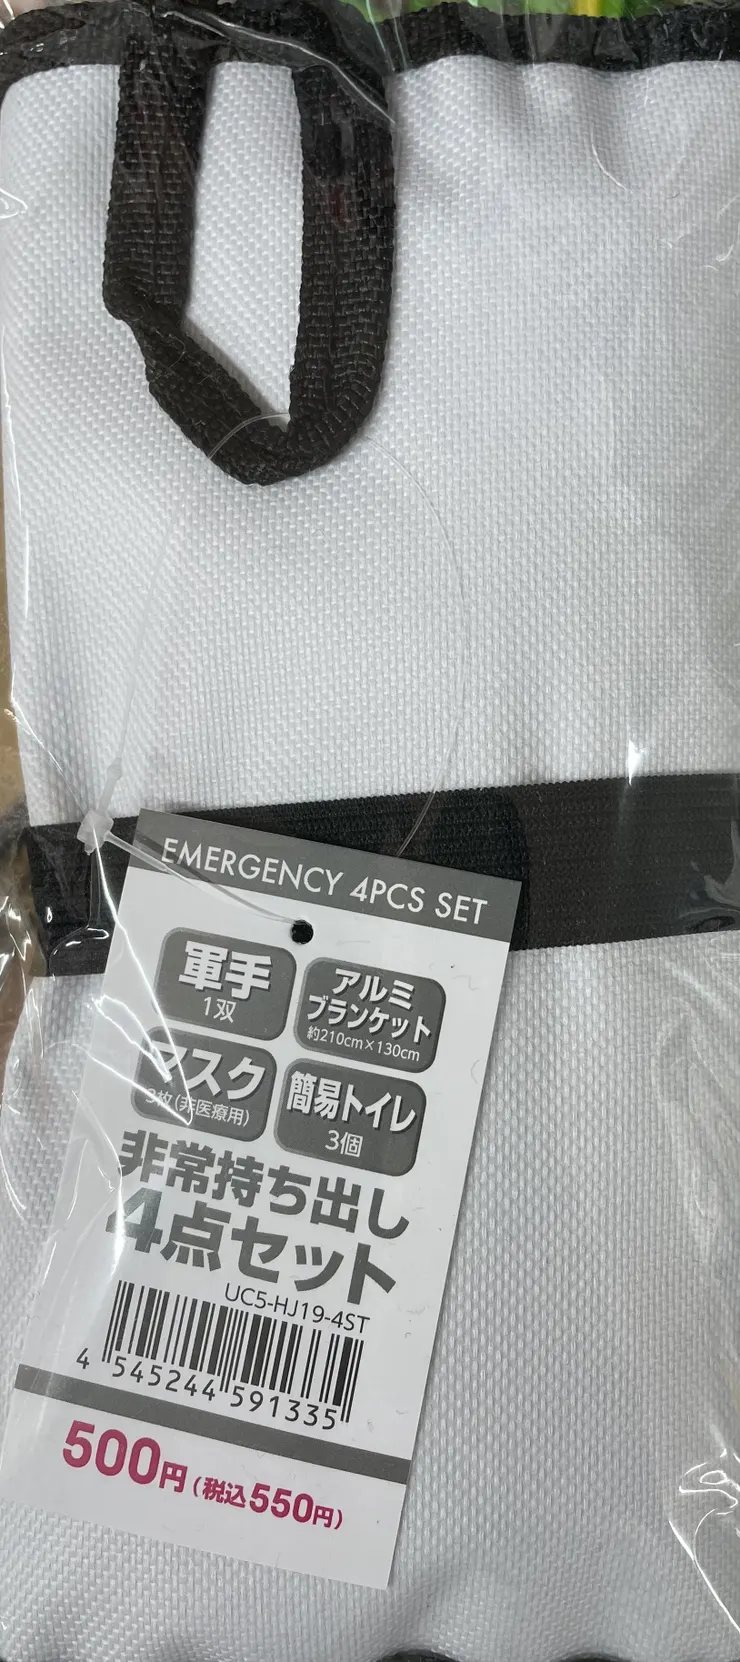 EMERGENCY 4PCS SET
軍手
1双
アルミ
ブランケット
約210cm×130cm
マスク
3枚(非医療用)
簡易トイレ
3個
非常持ち出し
4点セット
UC5-HJ19-4ST
4 545244 591335
500円(税込550円)